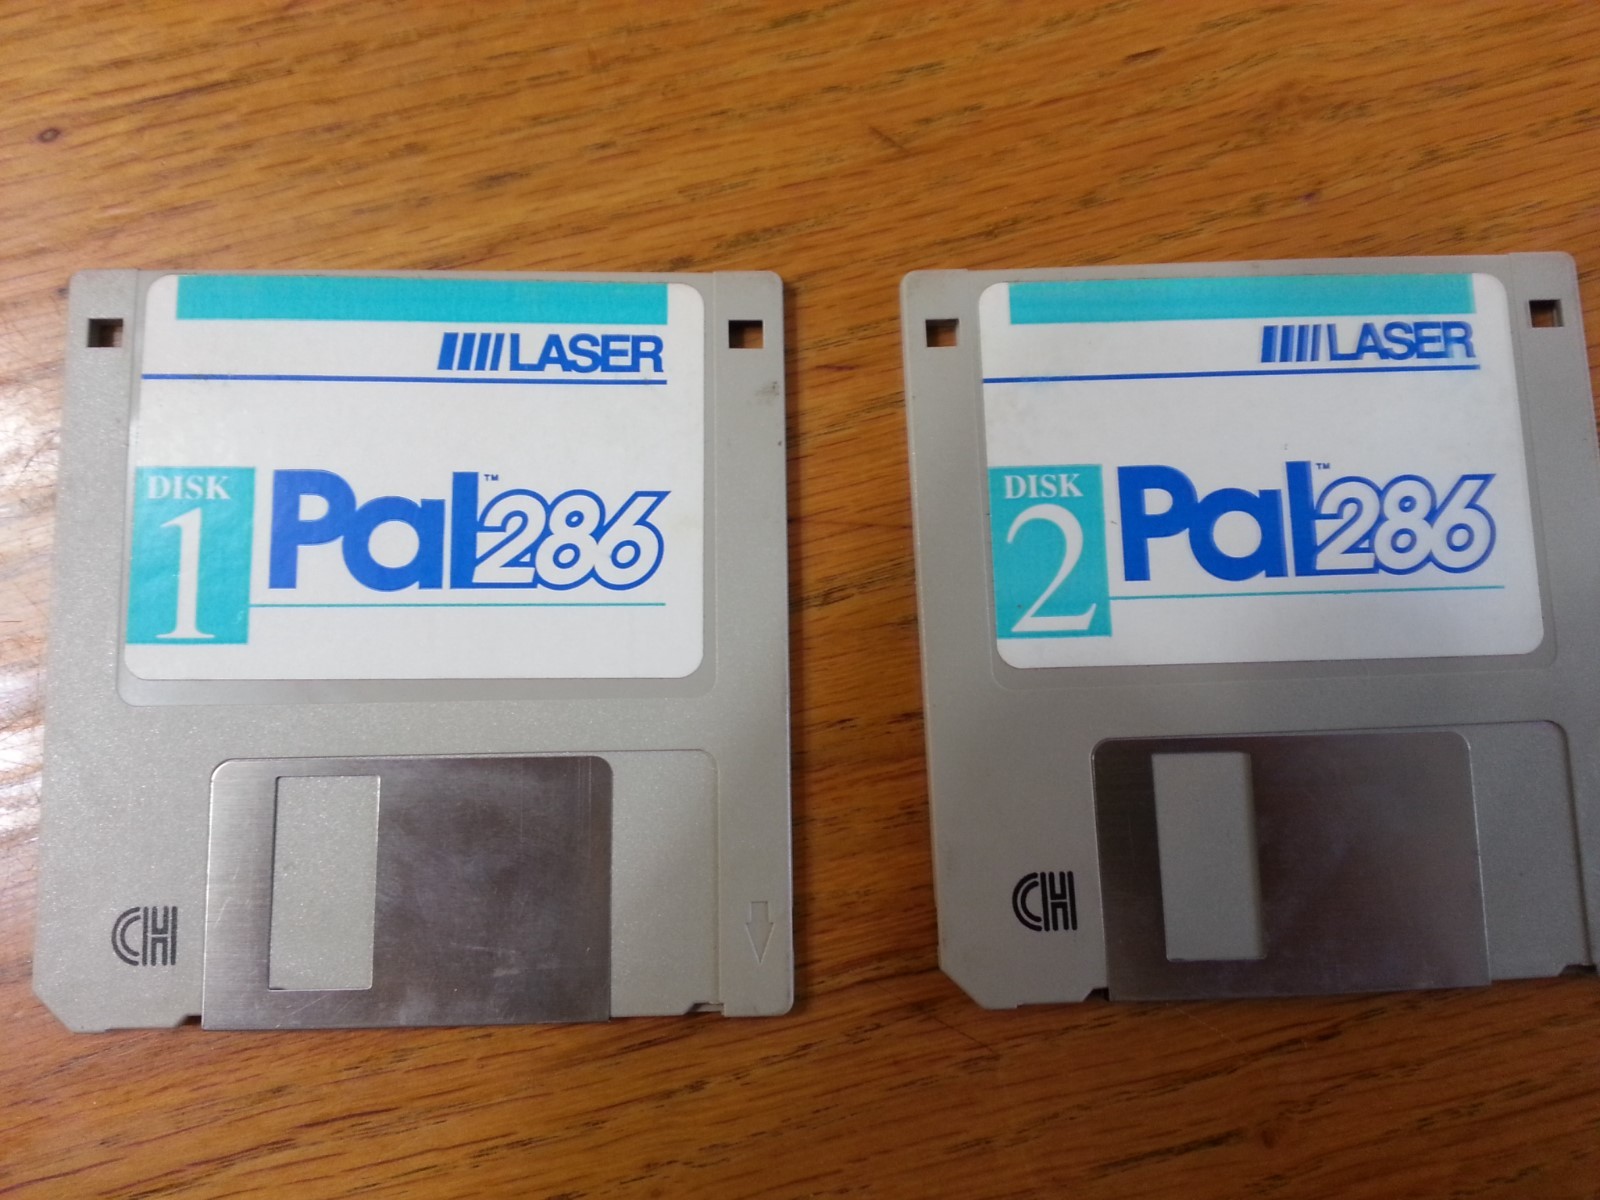 LASER
DISK
1
Pal™286
CH
LASER
DISK
2
Pal™286
CH